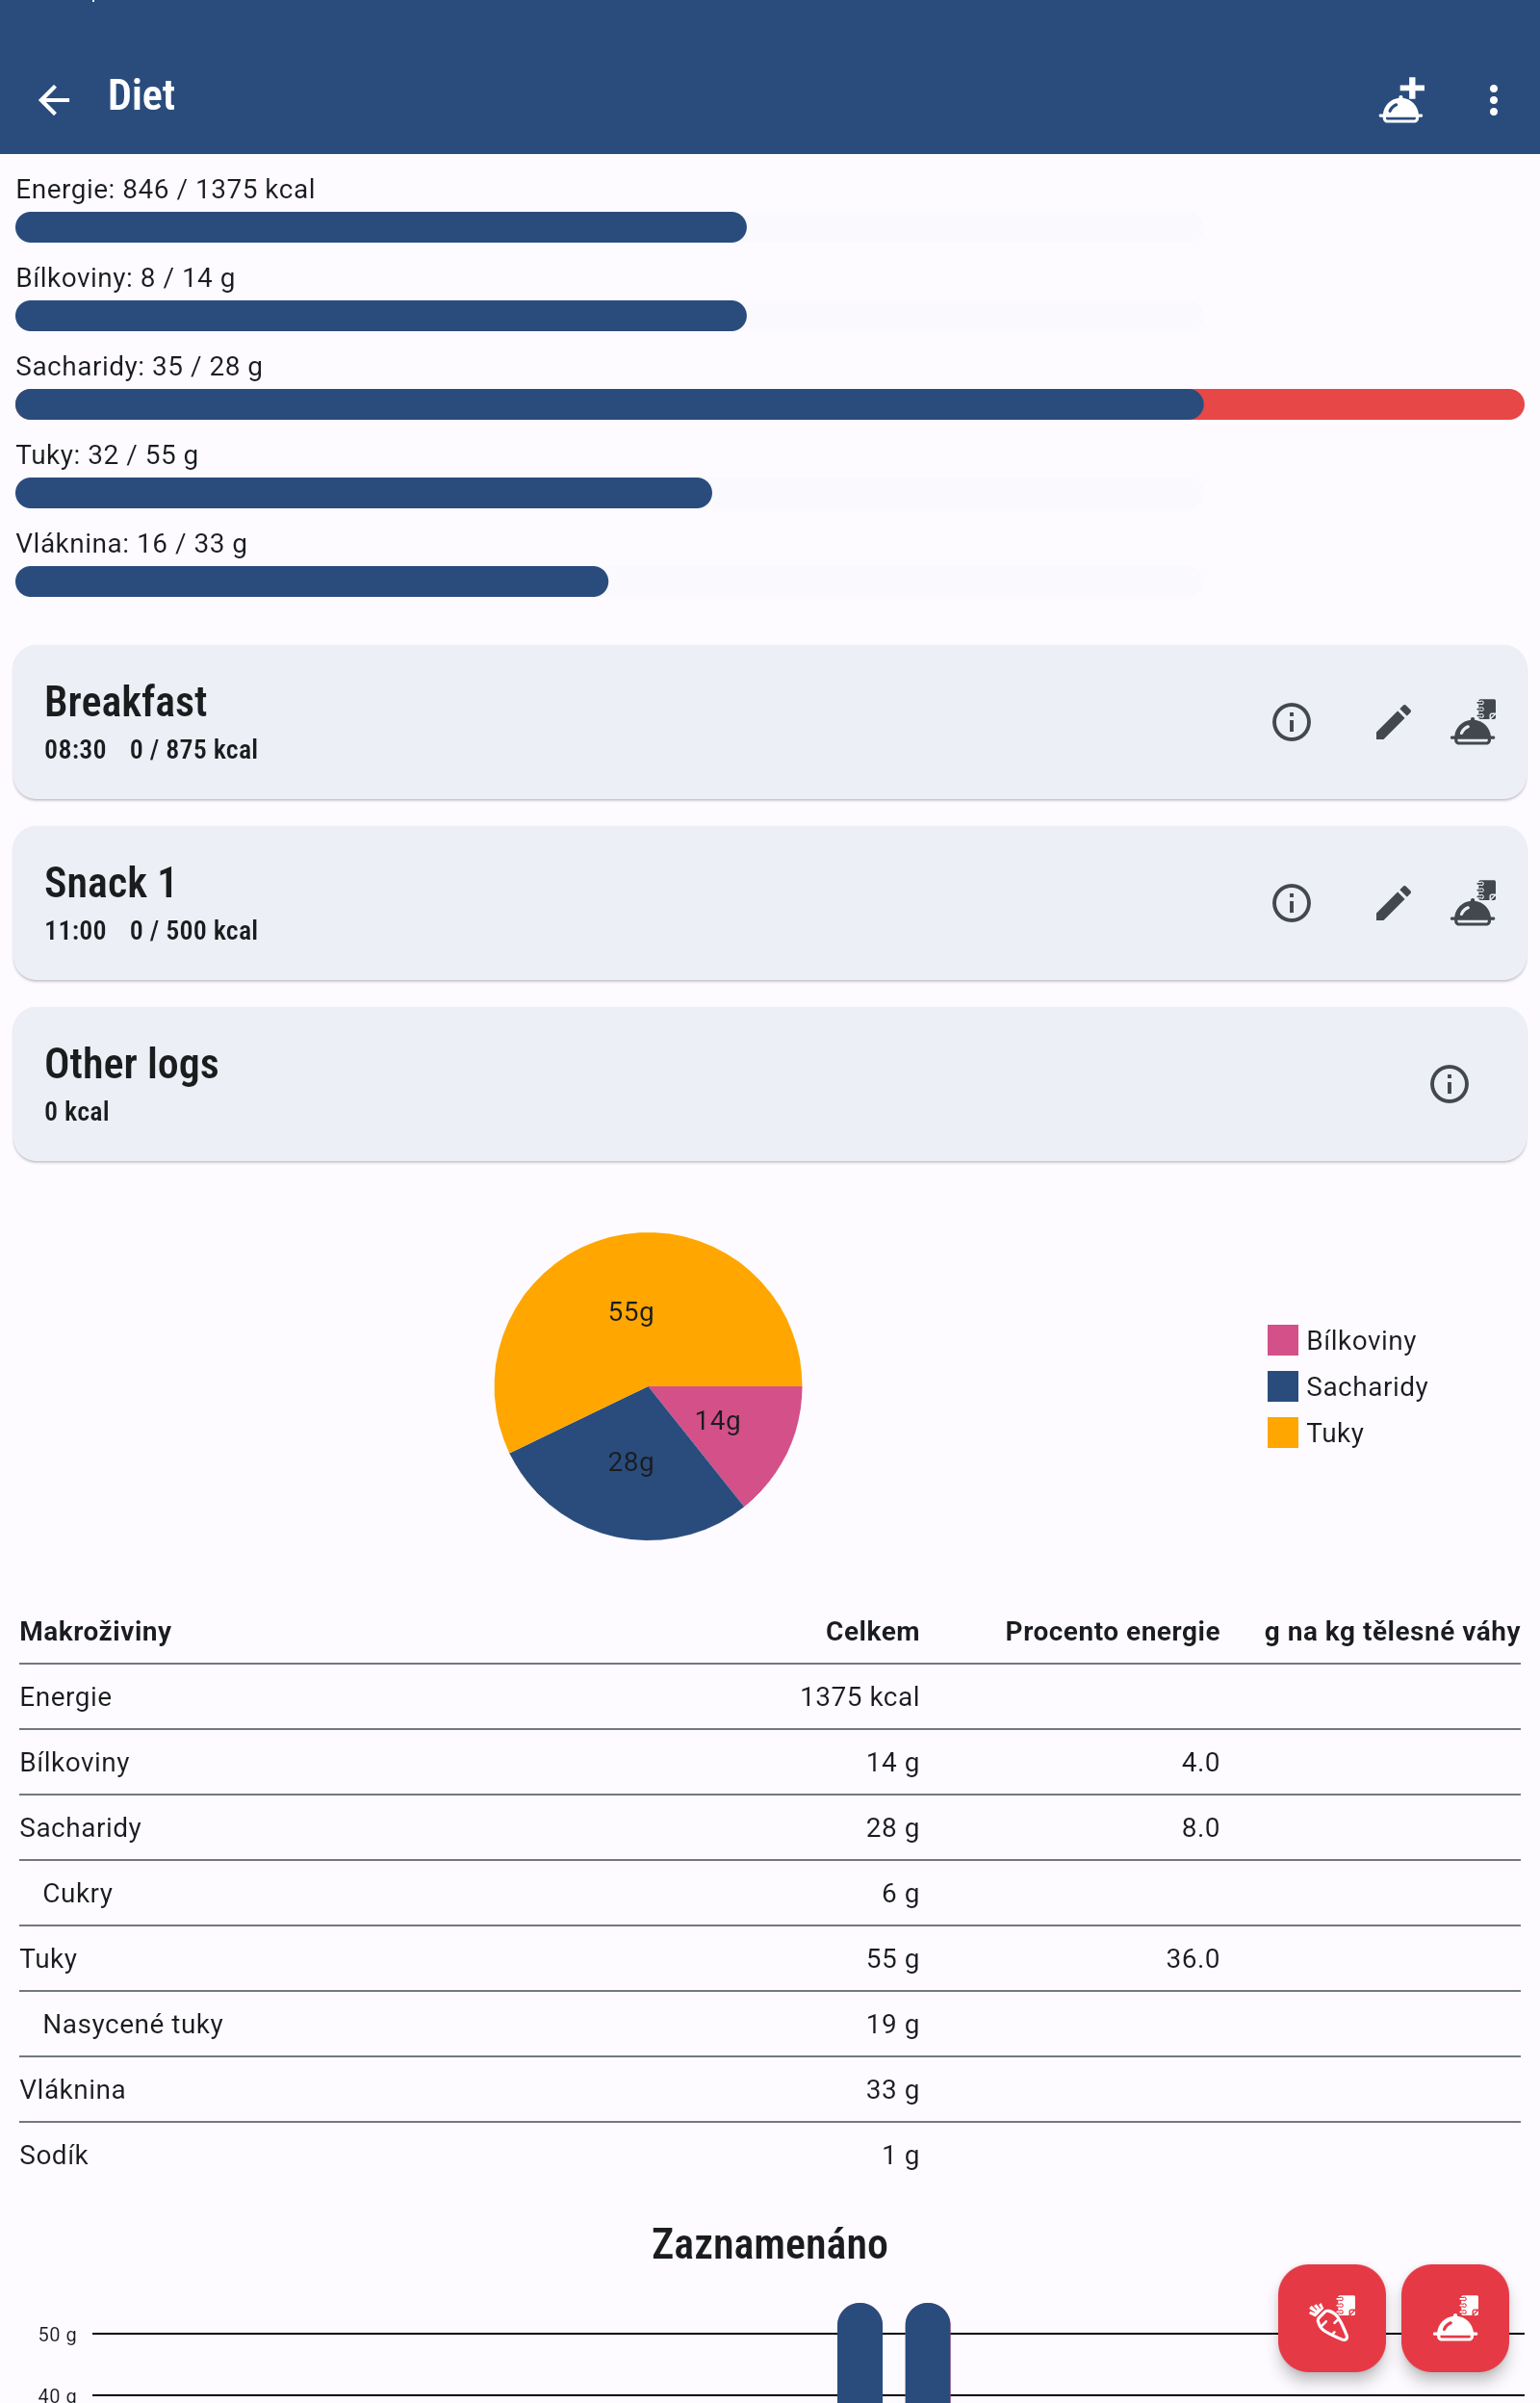 Diet
Energie: 846 / 1375 kcal
Bílkoviny: 8 / 14 g
Sacharidy: 35 / 28 g
Tuky: 32 / 55 g
Vláknina: 16 / 33 g
Breakfast
08:30 0 / 875 kcal
Snack 1
11:00 0 / 500 kcal
Other logs
0 kcal
55g
14g
28g
Bílkoviny
Sacharidy
Tuky
Makroživiny Celkem Procento energie g na kg tělesné váhy
Energie 1375 kcal
Bílkoviny 14 g 4.0
Sacharidy 28 g 8.0
Cukry 6 g
Tuky 55 g 36.0
Nasycené tuky 19 g
Vláknina 33 g
Sodík 1 g
Zaznamenáno
50 g
40 g